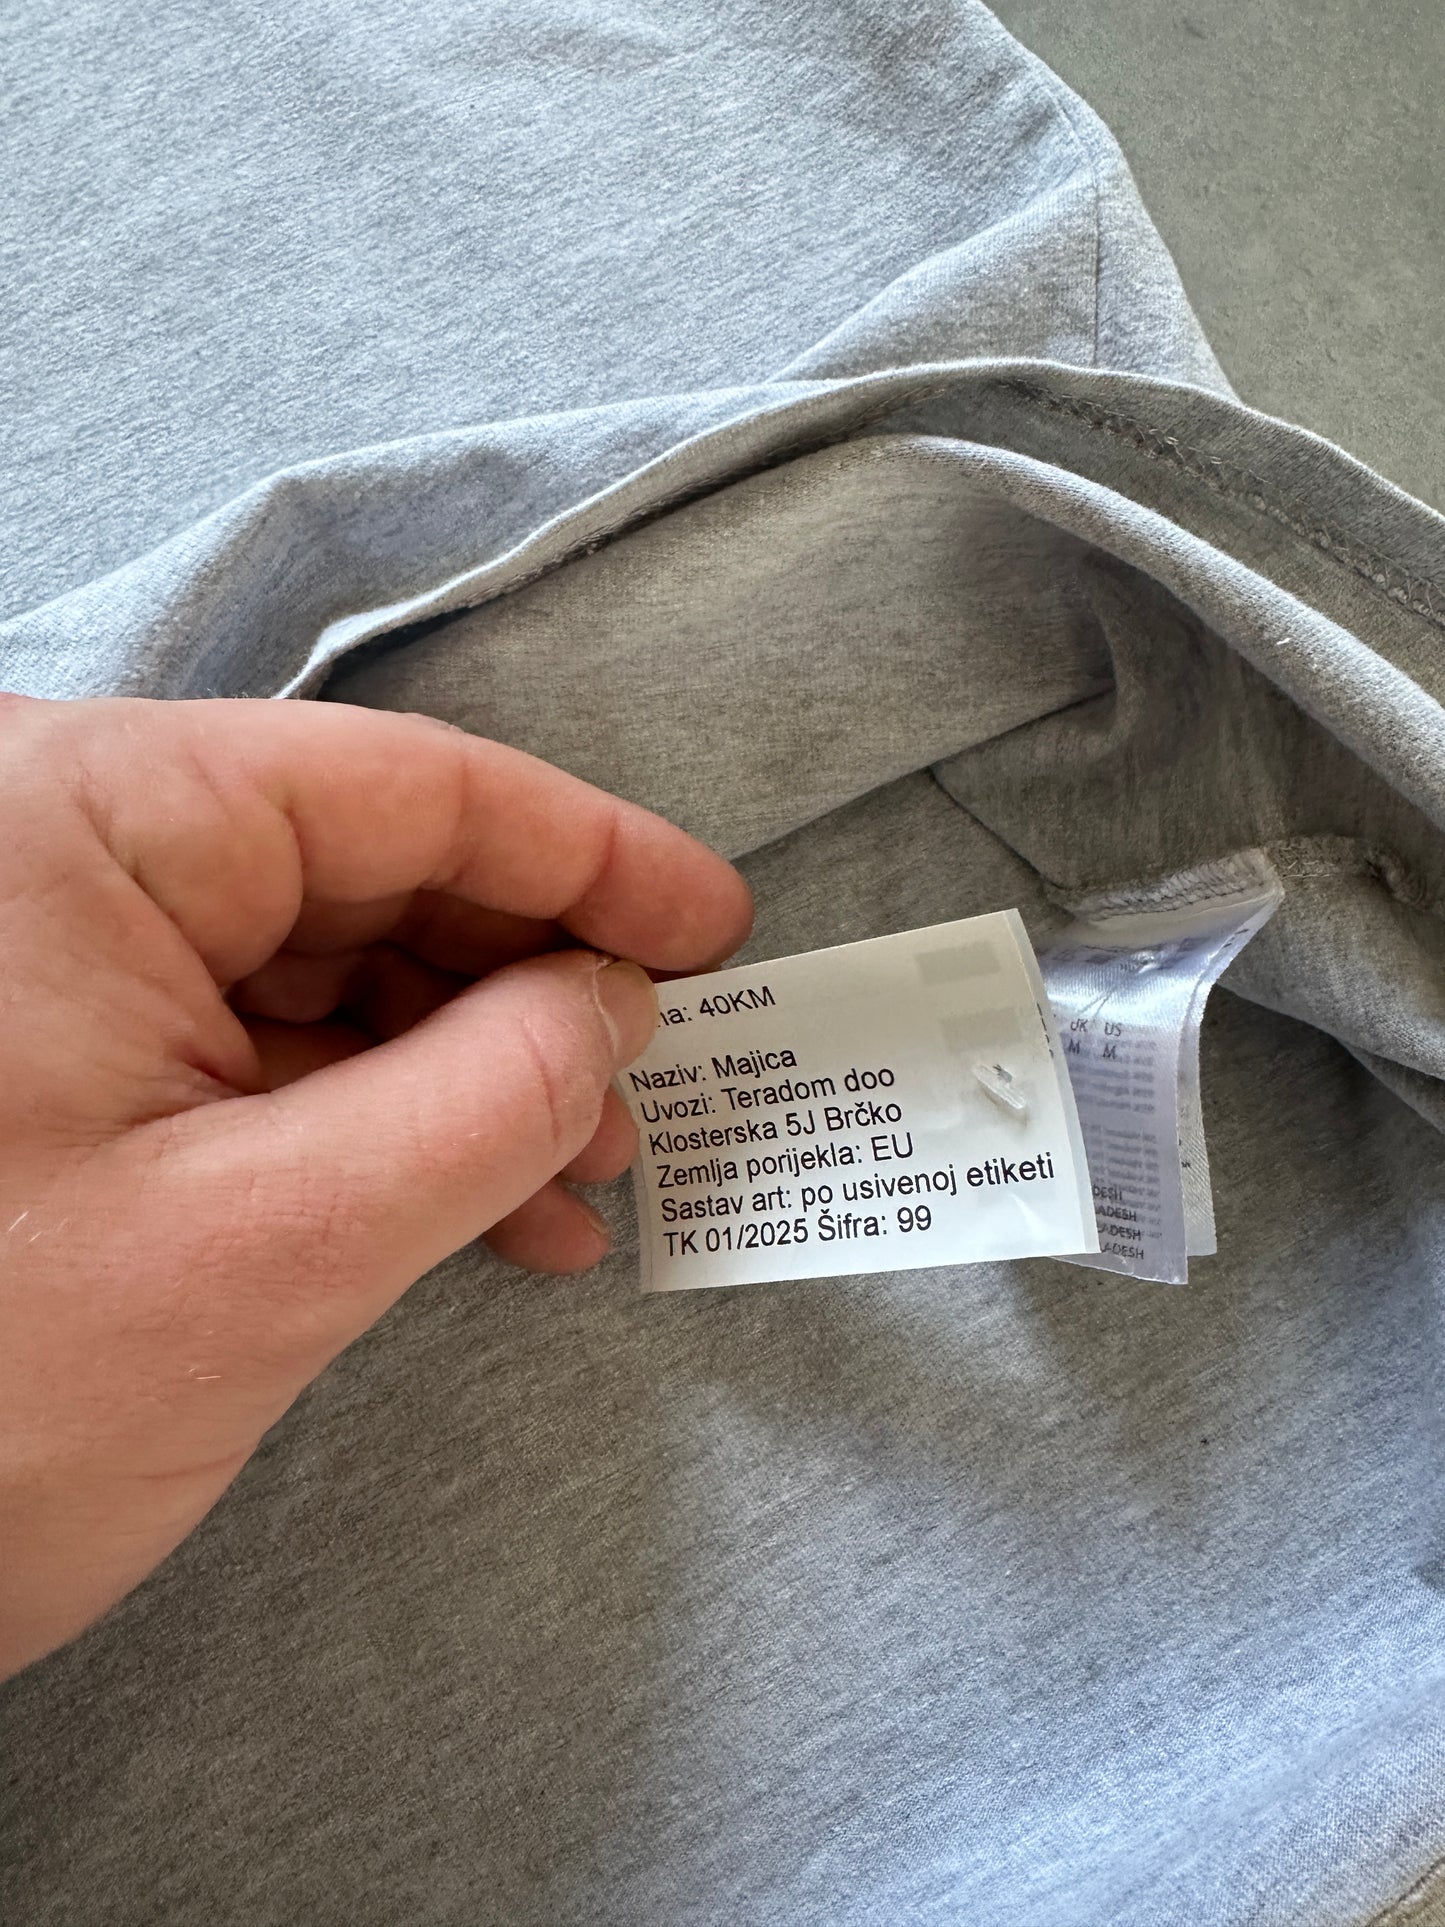 40KM
Naziv: Majica
Uvozi: Teradom doo
Klosterska 5J Brčko
Zemlja porijekla: EU
Sastav art: po usivenoj etiketi
TK 01/2025 Šifra: 99
UK US
M M